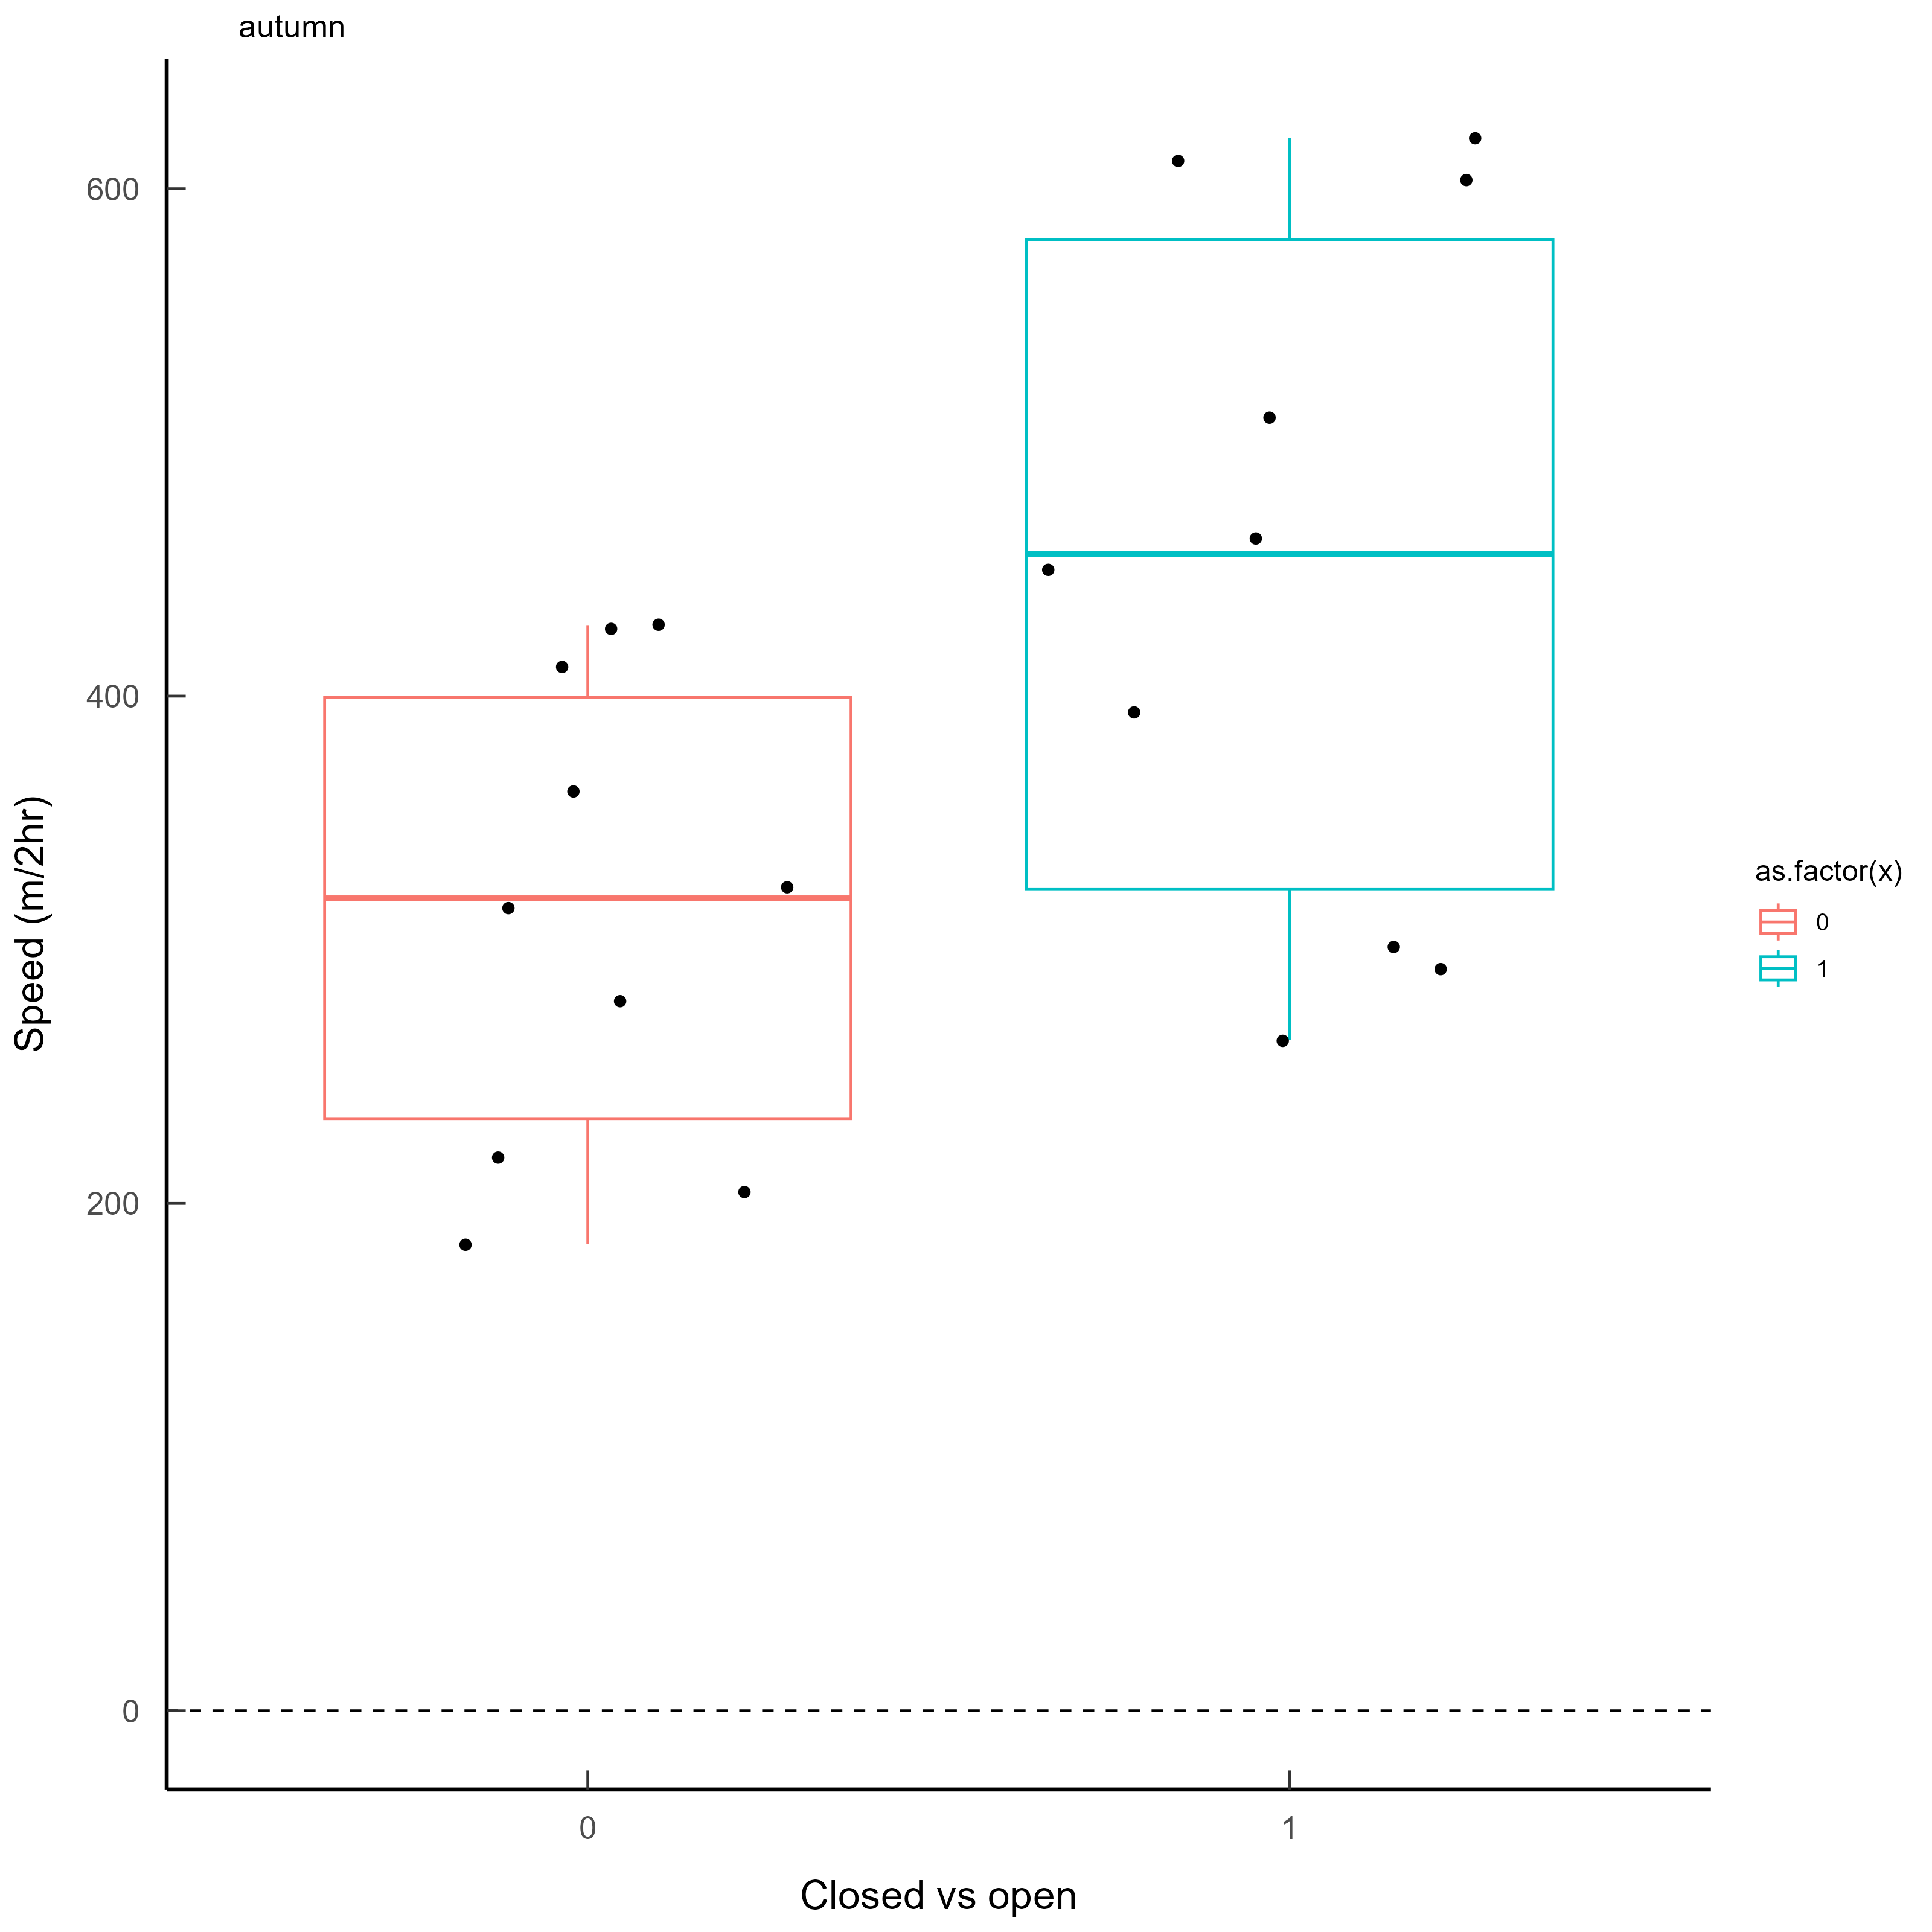 autumn
600
400
200
0
Speed (m/2hr)
0
1
Closed vs open
as.factor(x)
0
1